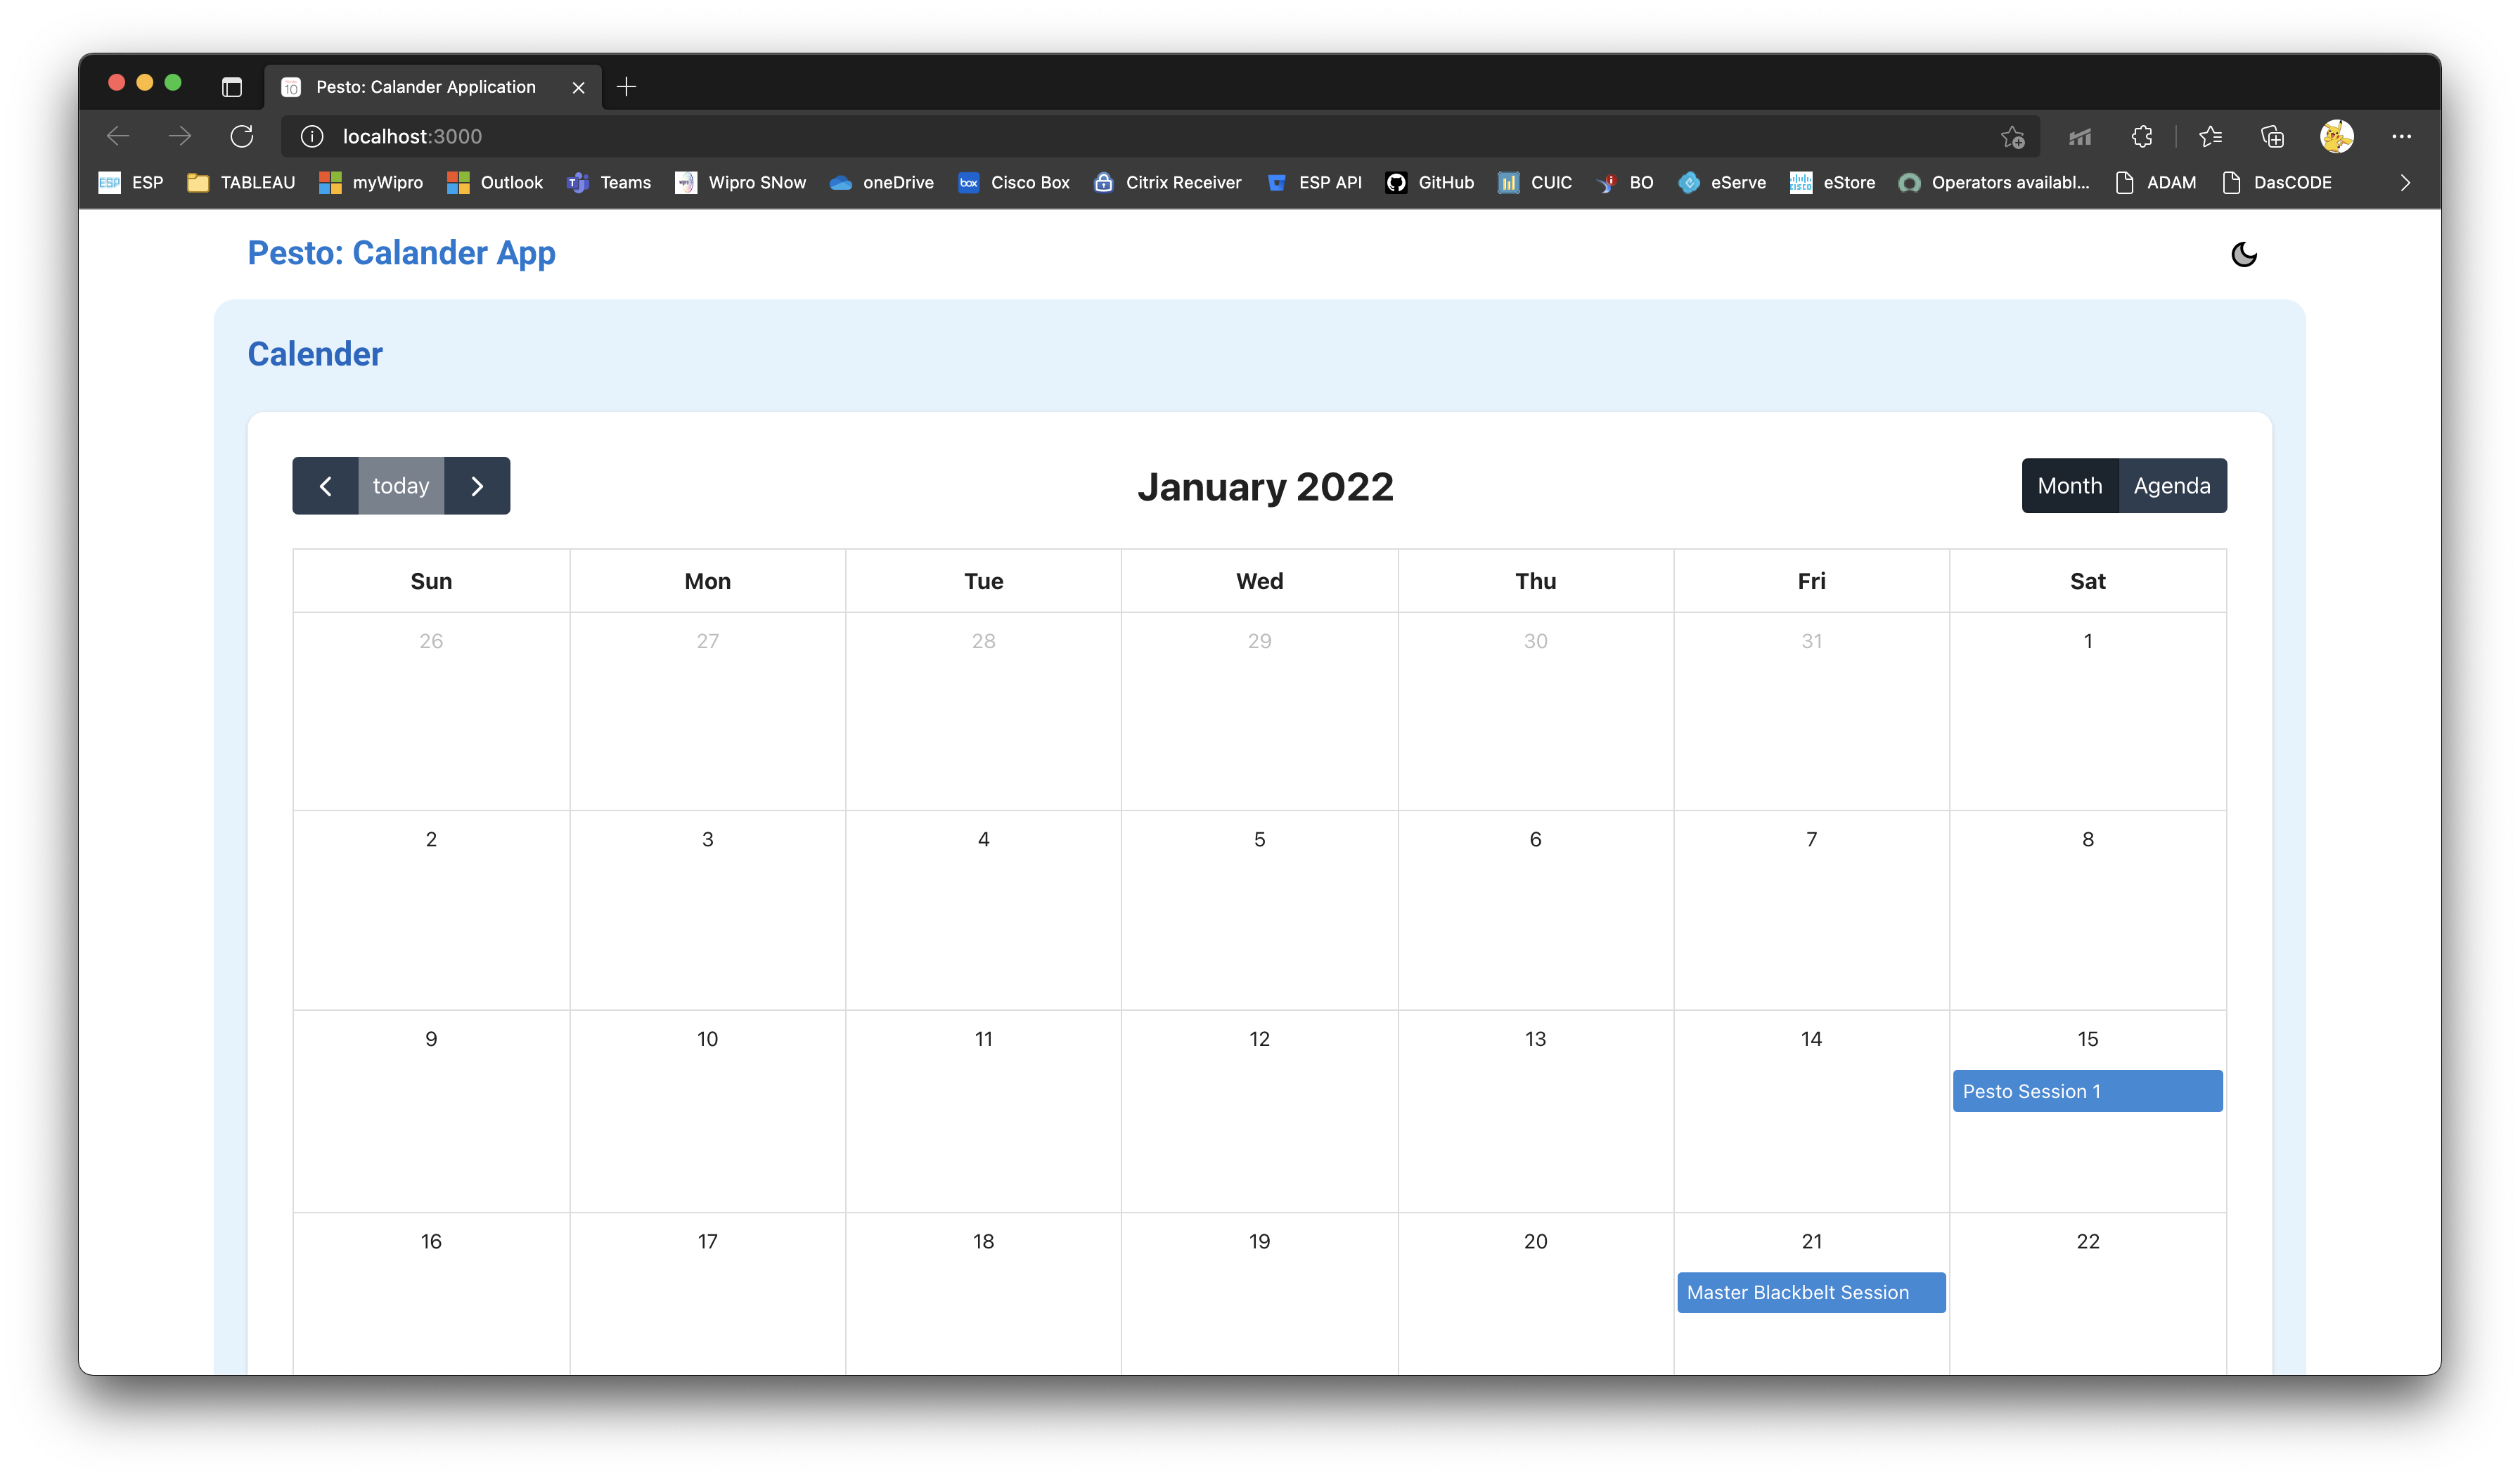 Pesto: Calander Application
localhost:3000
ESP TABLEAU myWipro Outlook Teams Wipro SNow oneDrive box Cisco Box Citrix Receiver ESP API GitHub CUIC BO eServe CISCO eStore Operators availabl... ADAM DasCODE
Pesto: Calander App
Calender
today January 2022 Month Agenda
Sun Mon Tue Wed Thu Fri Sat
26 27 28 29 30 31 1
2 3 4 5 6 7 8
9 10 11 12 13 14 15
Pesto Session 1
16 17 18 19 20 21 22
Master Blackbelt Session